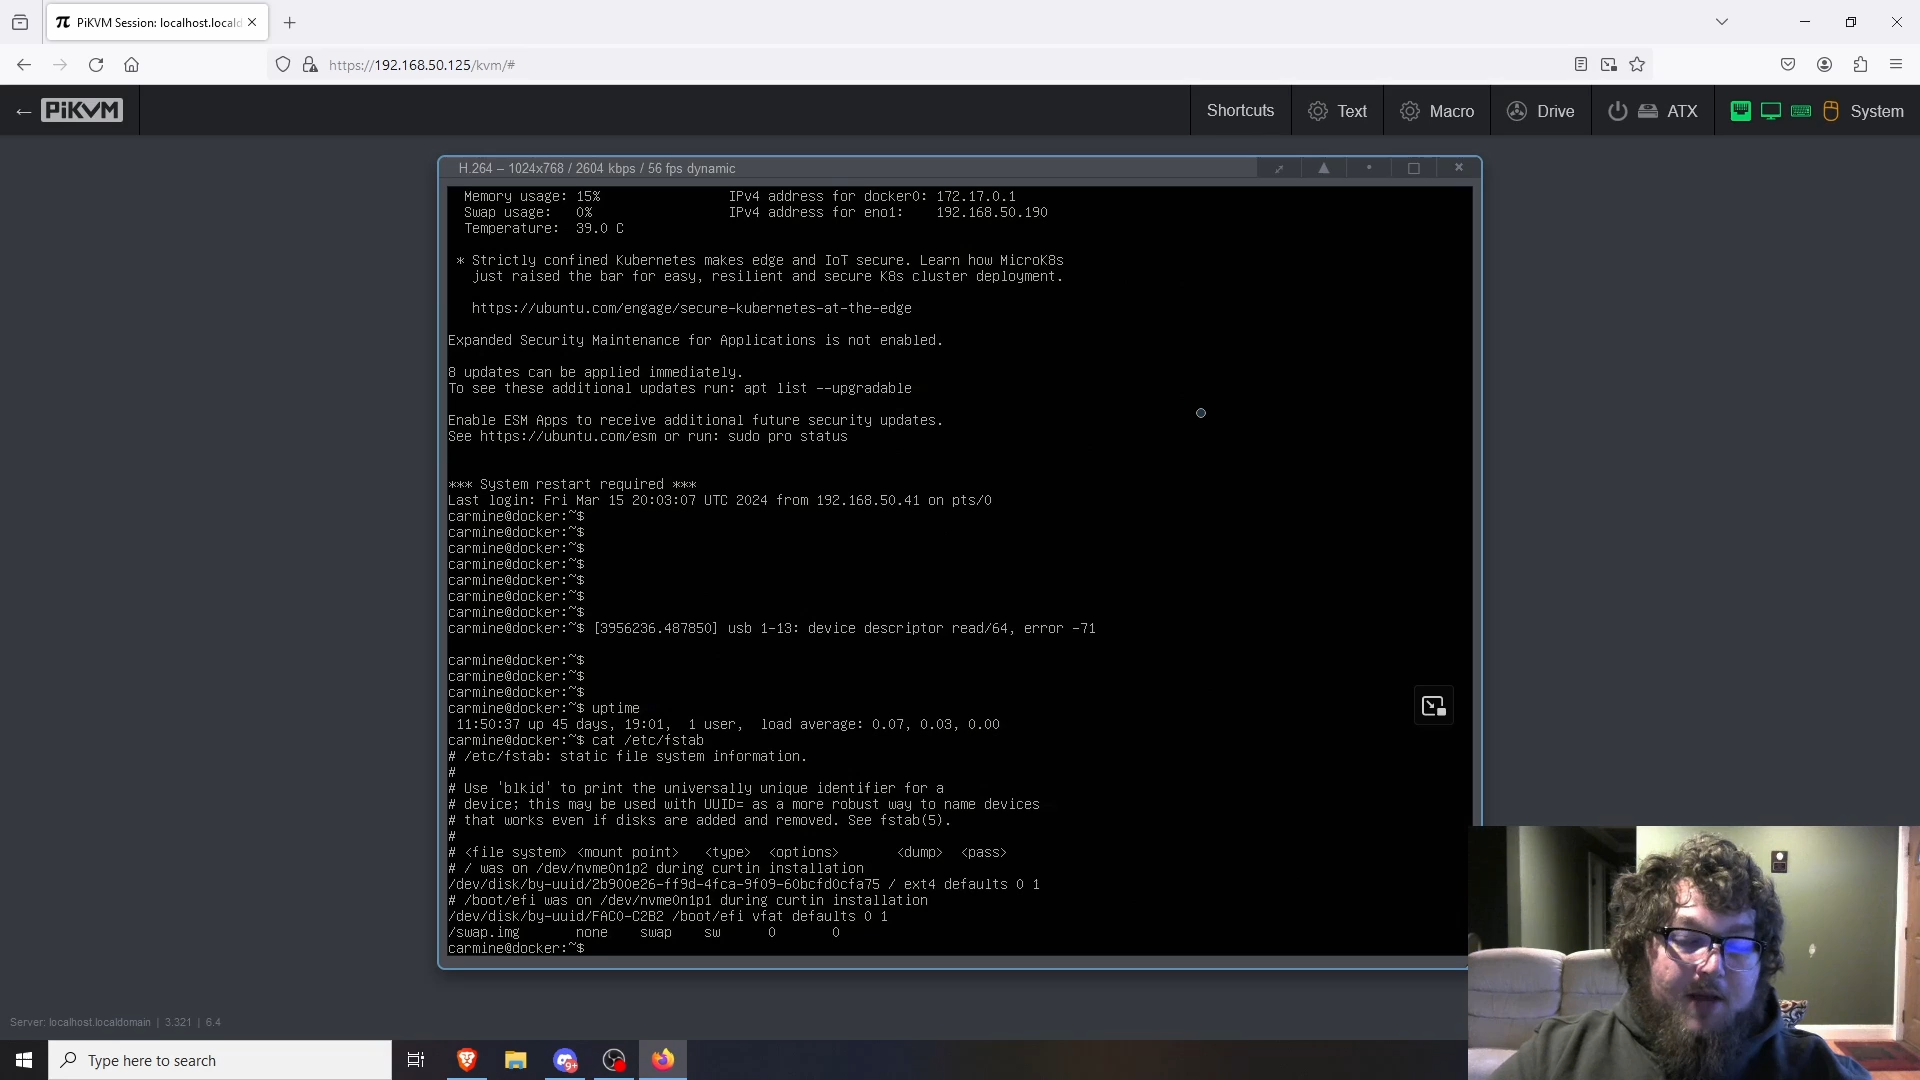 PiKVM Session: localhost.locald
https://192.168.50.125/kvm/#
PiKVM
Shortcuts
Text
Macro
Drive
ATX
System
H.264 – 1024x768 / 2604 kbps / 56 fps dynamic
Memory usage: 15% IPv4 address for docker0: 172.17.0.1
Swap usage: 0% IPv4 address for eno1: 192.168.50.190
Temperature: 39.0 C
* Strictly confined Kubernetes makes edge and IoT secure. Learn how MicroK8s
just raised the bar for easy, resilient and secure K8s cluster deployment.
https://ubuntu.com/engage/secure-kubernetes-at-the-edge
Expanded Security Maintenance for Applications is not enabled.
8 updates can be applied immediately.
To see these additional updates run: apt list --upgradable
Enable ESM Apps to receive additional future security updates.
See https://ubuntu.com/esm or run: sudo pro status
*** System restart required ***
Last login: Fri Mar 15 20:03:07 UTC 2024 from 192.168.50.41 on pts/0
carmine@docker:~$
carmine@docker:~$
carmine@docker:~$
carmine@docker:~$
carmine@docker:~$
carmine@docker:~$
carmine@docker:~$
carmine@docker:~$ [3956236.487850] usb 1-13: device descriptor read/64, error -71
carmine@docker:~$
carmine@docker:~$
carmine@docker:~$
carmine@docker:~$ uptime
11:50:37 up 45 days, 19:01, 1 user, load average: 0.07, 0.03, 0.00
carmine@docker:~$ cat /etc/fstab
# /etc/fstab: static file system information.
#
# Use 'blkid' to print the universally unique identifier for a
# device; this may be used with UUID= as a more robust way to name devices
# that works even if disks are added and removed. See fstab(5).
#
# <file system> <mount point> <type> <options> <dump> <pass>
# / was on /dev/nvme0n1p2 during curtin installation
/dev/disk/by-uuid/2b900e26-ff9d-4fca-9f09-60bcfd0cfa75 / ext4 defaults 0 1
# /boot/efi was on /dev/nvme0n1p1 during curtin installation
/dev/disk/by-uuid/FAC0-C2B2 /boot/efi vfat defaults 0 1
/swap.img none swap sw 0 0
carmine@docker:~$
Server: localhost.localdomain | 3.321 | 6.4
Type here to search
9+